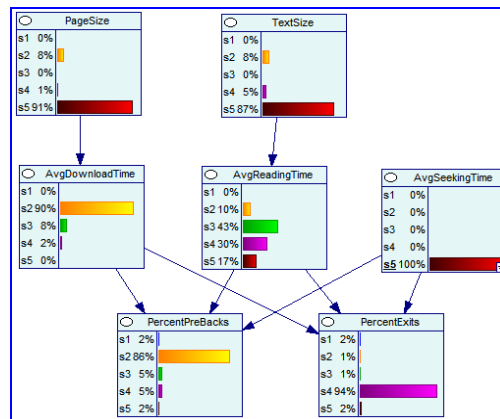 PageSize
s1 0%
s2 8%
s3 0%
s4 1%
s5 91%
TextSize
s1 0%
s2 8%
s3 0%
s4 5%
s5 87%
AvgDownloadTime
s1 0%
s2 90%
s3 8%
s4 2%
s5 0%
AvgReadingTime
s1 0%
s2 10%
s3 43%
s4 30%
s5 17%
AvgSeekingTime
s1 0%
s2 0%
s3 0%
s4 0%
s5 100%
PercentPreBacks
s1 2%
s2 86%
s3 5%
s4 5%
s5 2%
PercentExits
s1 2%
s2 1%
s3 1%
s4 94%
s5 2%